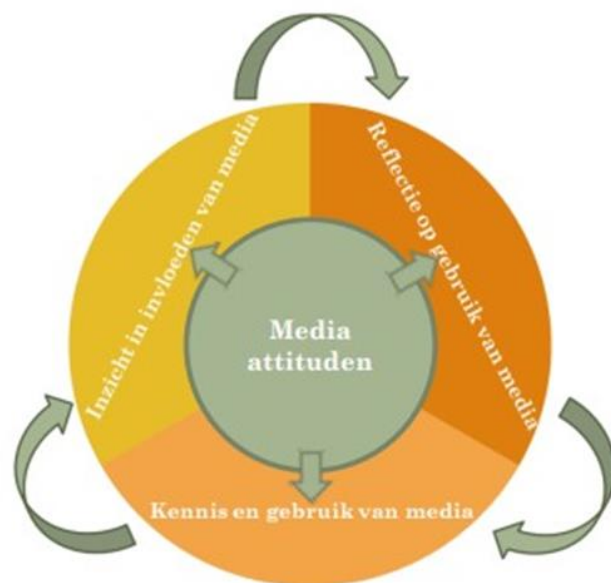 Inzicht in invloeden van media
Reflectie op gebruik van media
Media
attituden
Kennis en gebruik van media